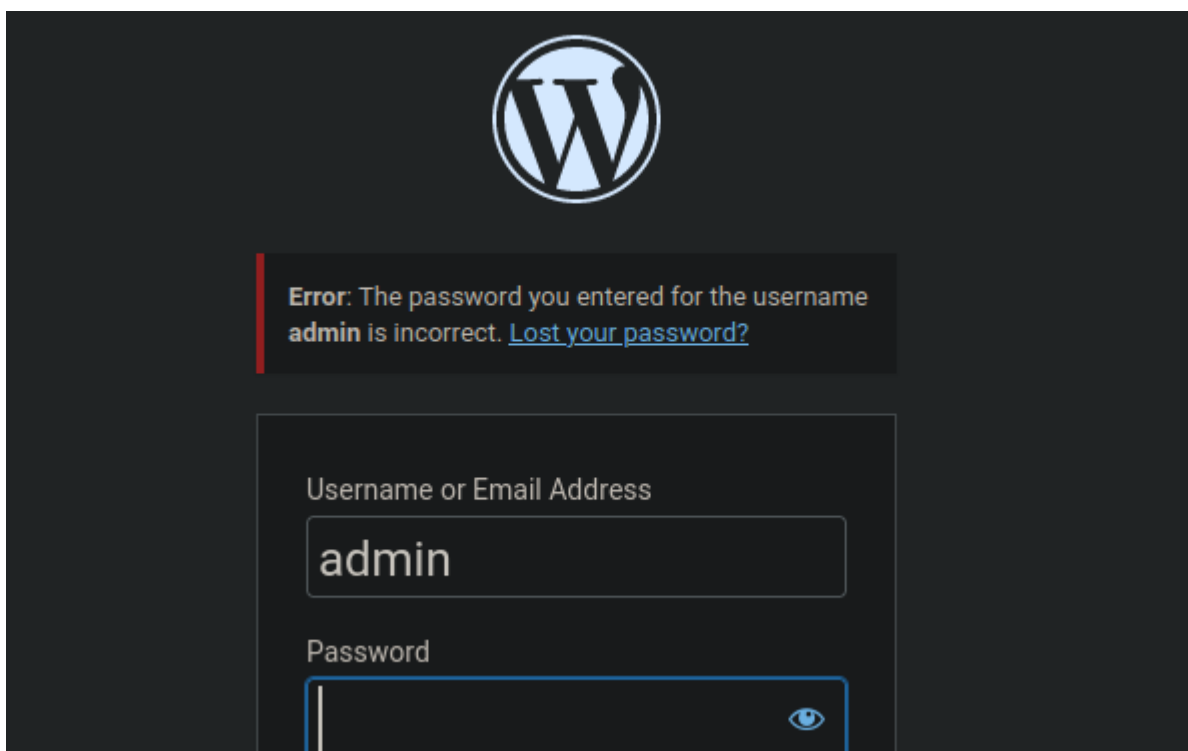 Error: The password you entered for the username
admin is incorrect. Lost your password?
Username or Email Address
admin
Password